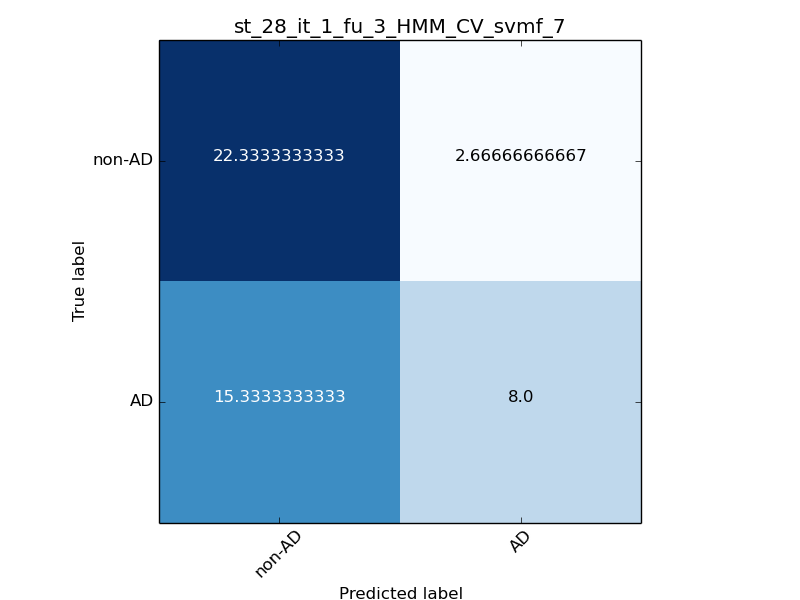 st_28_it_1_fu_3_HMM_CV_svmf_7
non-AD
22.3333333333
2.66666666667
True label
AD
15.3333333333
8.0
non-AD
AD
Predicted label